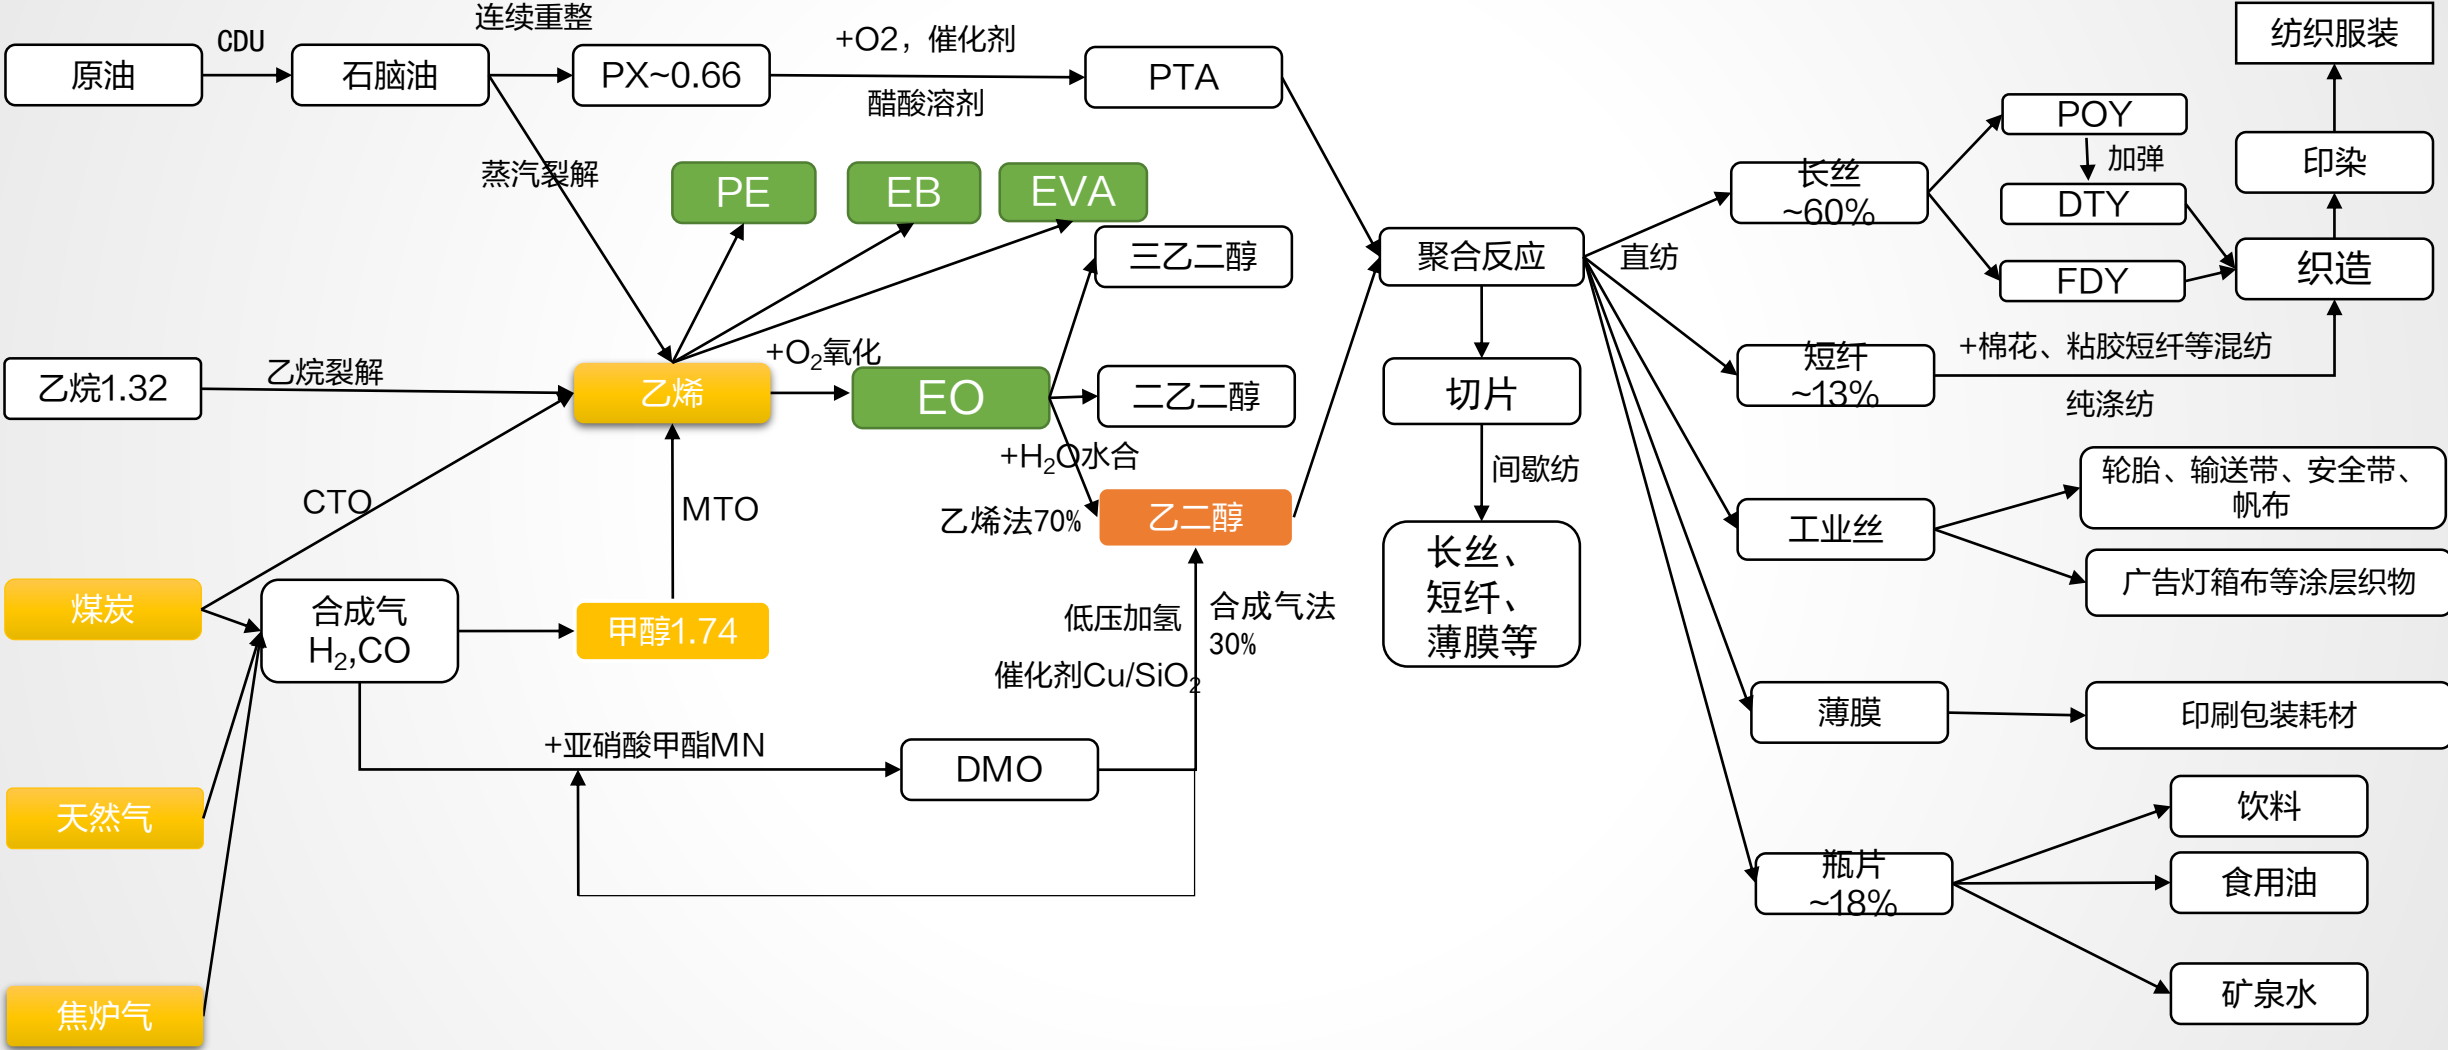 连续重整
CDU
+O2，催化剂
原油
石脑油
PX~0.66
PTA
醋酸溶剂
纺织服装
POY
加弹
印染
蒸汽裂解
PE
EB
EVA
长丝
~60%
DTY
三乙二醇
聚合反应
直纺
FDY
织造
乙烷1.32
乙烷裂解
+O₂氧化
乙烯
EO
二乙二醇
切片
短纤
~13%
+棉花、粘胶短纤等混纺
纯涤纺
+H₂O水合
间歇纺
CTO
MTO
乙烯法70%
乙二醇
轮胎、输送带、安全带、
帆布
工业丝
长丝、
短纤、
薄膜等
广告灯箱布等涂层织物
煤炭
合成气
H₂,CO
甲醇1.74
低压加氢
合成气法
30%
催化剂Cu/SiO₂
薄膜
印刷包装耗材
+亚硝酸甲酯MN
DMO
天然气
饮料
瓶片
~18%
食用油
矿泉水
焦炉气